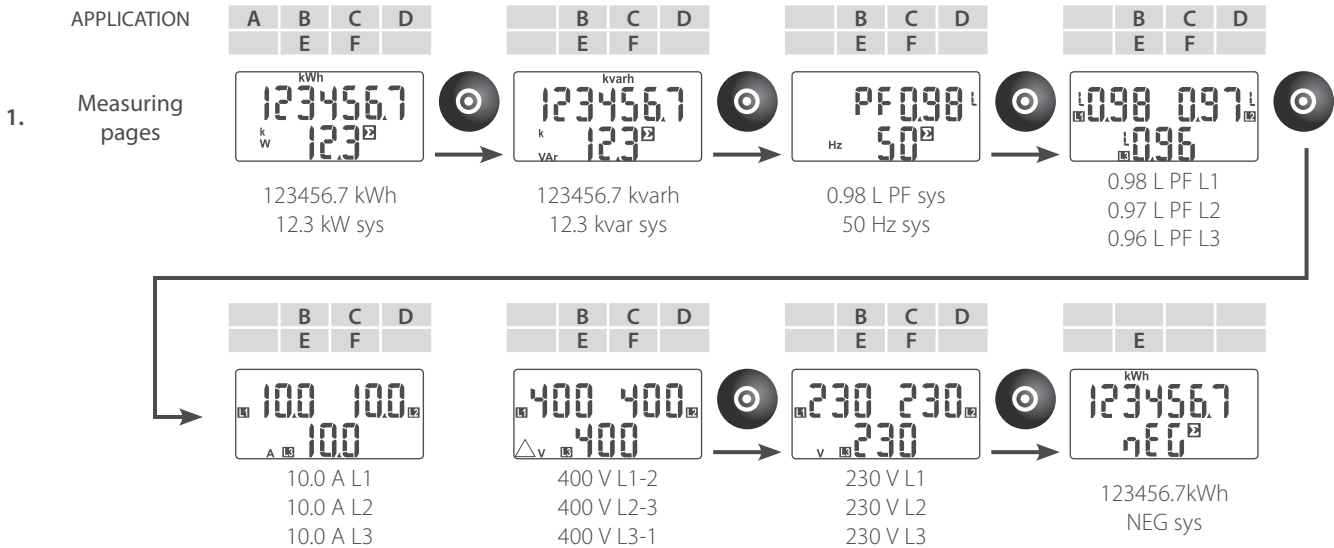 APPLICATION A B C D B C D B C D B C D
E F E F E F E F
1. Measuring pages
kWh
123456.7
k W 12.3 Σ
kvarh
123456.7
k VAr 12.3 Σ
PF0.98 L
Hz 50 Σ
L L1 0.98 0.97 L L2
L L3 0.96
123456.7 kWh
12.3 kW sys
123456.7 kvarh
12.3 kvar sys
0.98 L PF sys
50 Hz sys
0.98 L PF L1
0.97 L PF L2
0.96 L PF L3
B C D B C D B C D
E F E F E F E
L1 10.0 10.0 L2
A L3 10.0
L1 400 400 L2
V L3 400
L1 230 230 L2
V L3 230
kWh
123456.7
nEG Σ
10.0 A L1
10.0 A L2
10.0 A L3
400 V L1-2
400 V L2-3
400 V L3-1
230 V L1
230 V L2
230 V L3
123456.7kWh
NEG sys